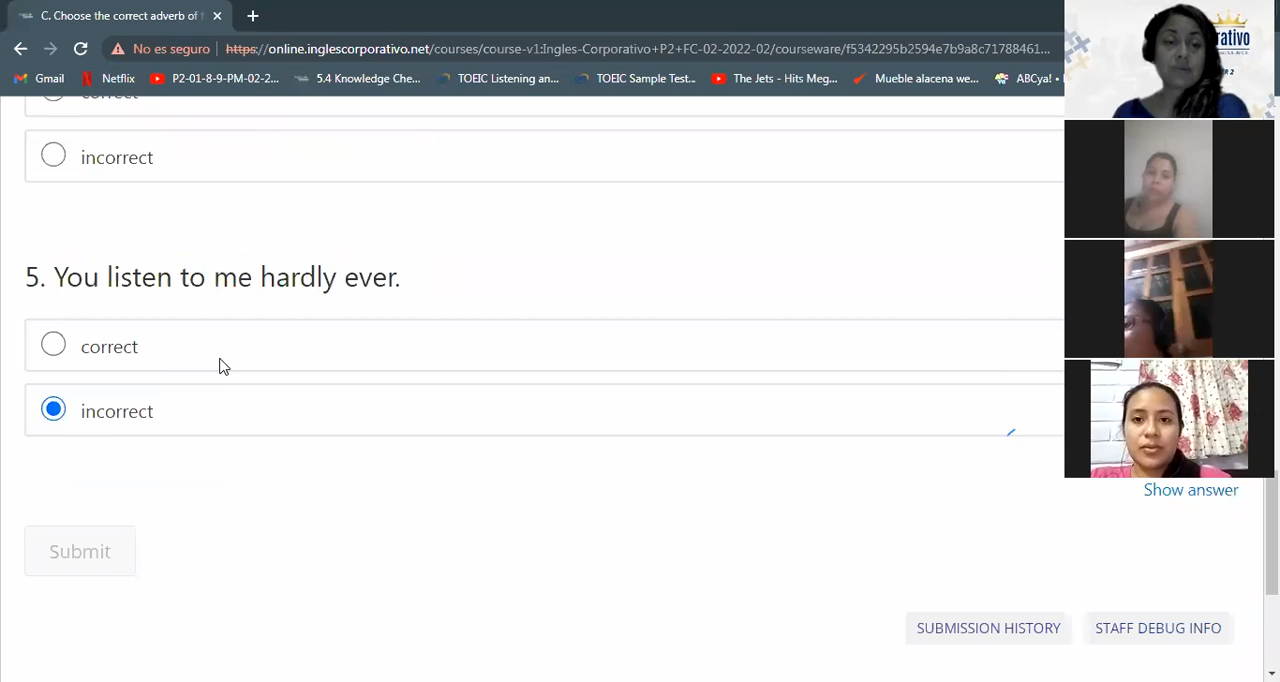 C. Choose the correct adverb of
No es seguro https://online.inglescorporativo.net/courses/course-v1:Ingles-Corporativo+P2+FC-02-2022-02/courseware/f5342295b2594e7b9a8c71788461...
Gmail Netflix P2-01-8-9-PM-02-2... 5.4 Knowledge Che... TOEIC Listening an... TOEIC Sample Test... The Jets - Hits Meg... Mueble alacena we... ABCya!
correct
incorrect
5. You listen to me hardly ever.
correct
incorrect
Show answer
Submit
SUBMISSION HISTORY STAFF DEBUG INFO